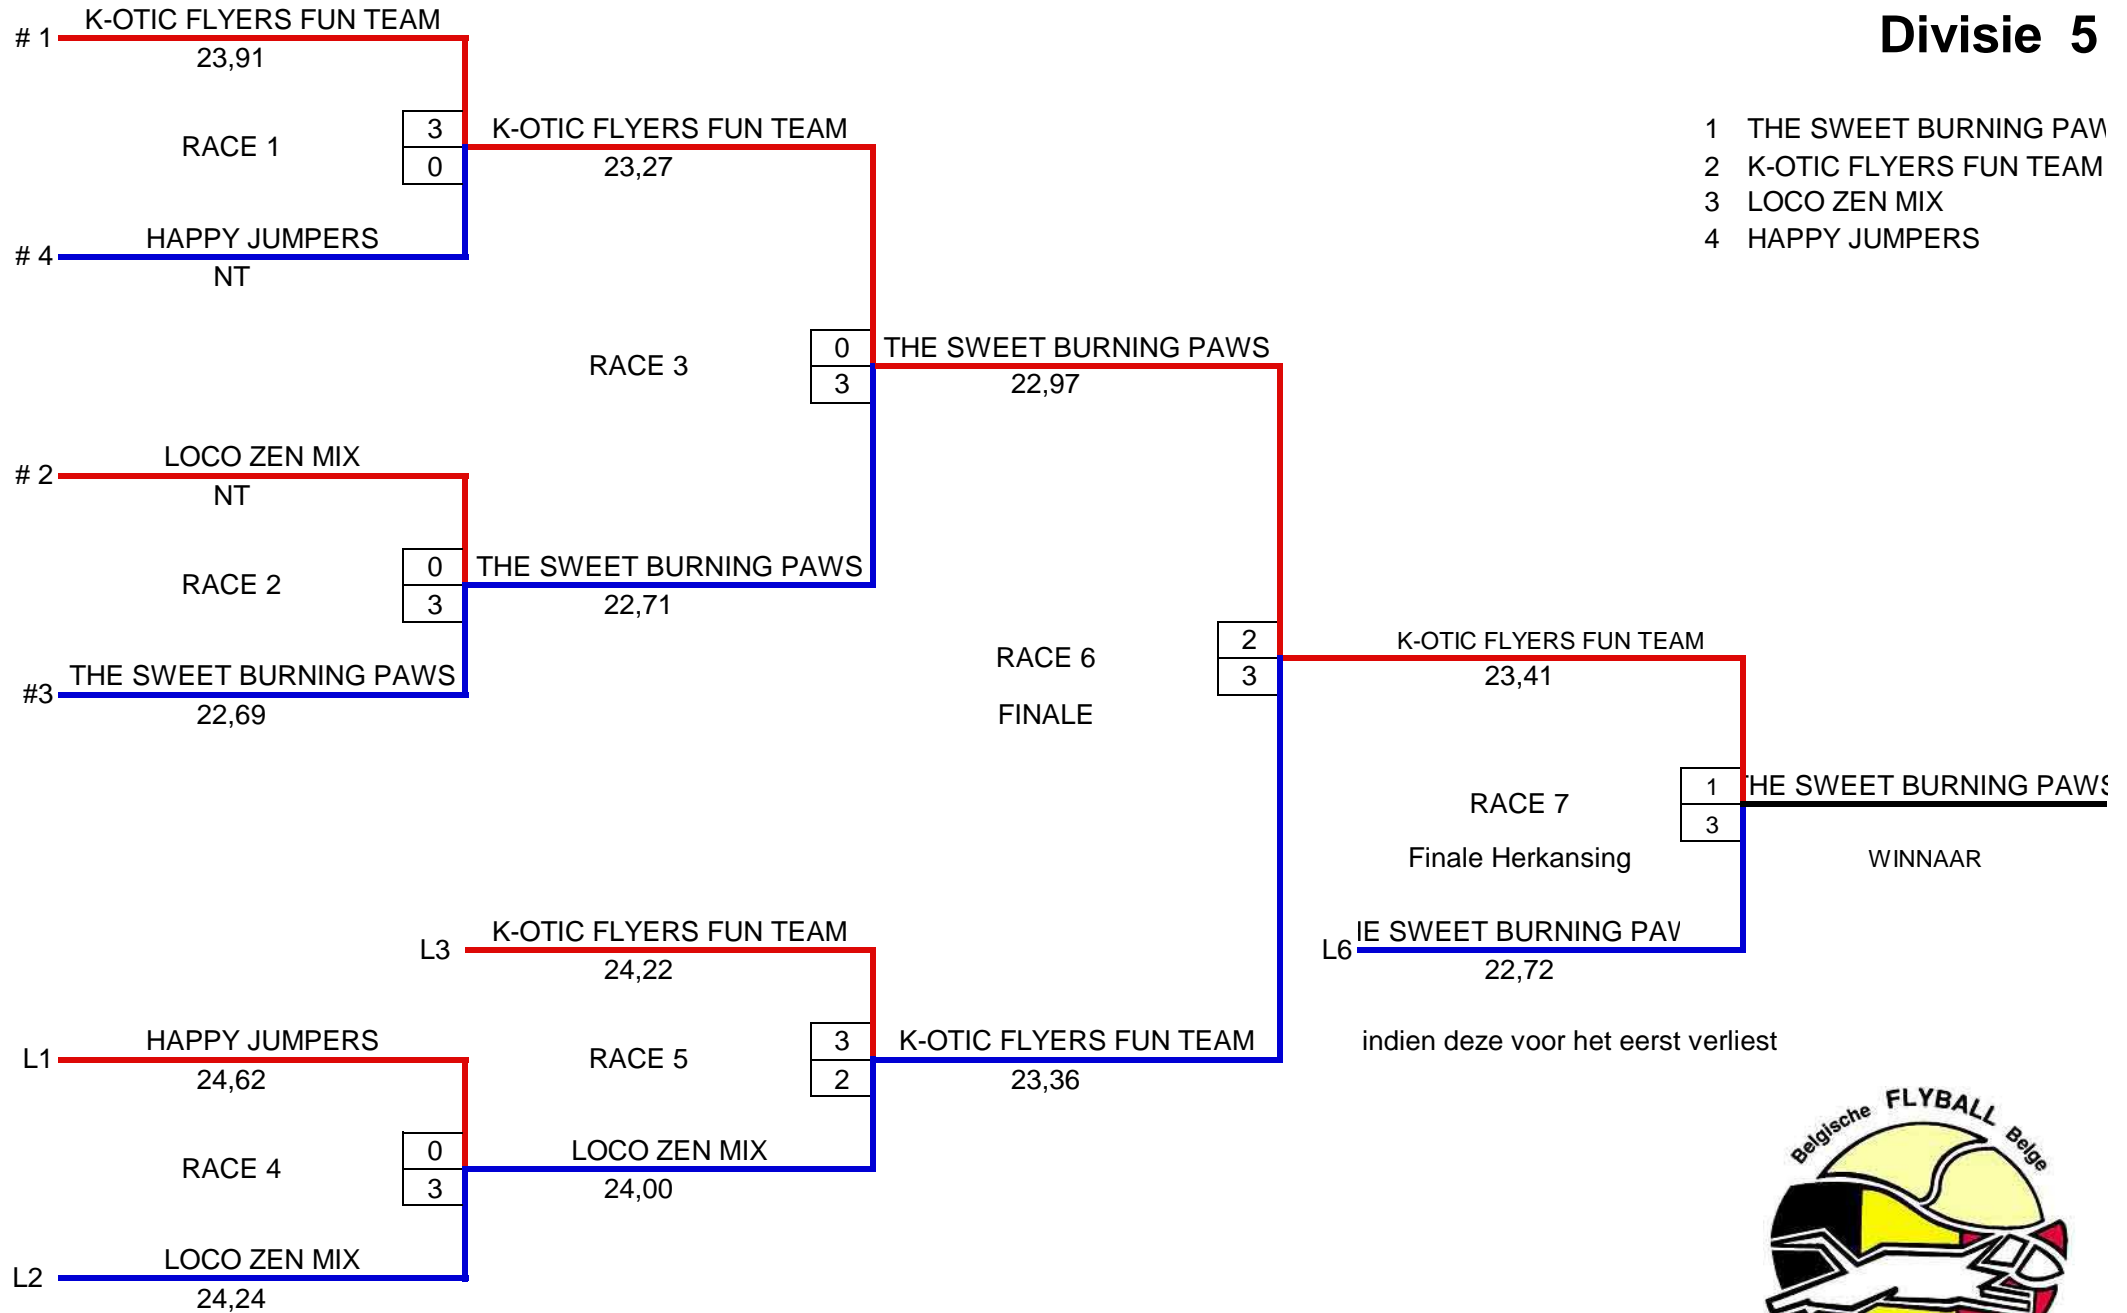 K-OTIC FLYERS FUN TEAM
# 1
23,91
Divisie 5
RACE 1
3
0
K-OTIC FLYERS FUN TEAM
23,27
1 THE SWEET BURNING PAW
2 K-OTIC FLYERS FUN TEAM
3 LOCO ZEN MIX
4 HAPPY JUMPERS
HAPPY JUMPERS
# 4
NT
RACE 3
0
3
THE SWEET BURNING PAWS
22,97
LOCO ZEN MIX
# 2
NT
RACE 2
0
3
THE SWEET BURNING PAWS
22,71
THE SWEET BURNING PAWS
#3
22,69
RACE 6
2
3
FINALE
K-OTIC FLYERS FUN TEAM
23,41
RACE 7
1
3
Finale Herkansing
THE SWEET BURNING PAWS
WINNAAR
L3
K-OTIC FLYERS FUN TEAM
24,22
L6
IE SWEET BURNING PAW
22,72
indien deze voor het eerst verliest
HAPPY JUMPERS
L1
24,62
RACE 5
3
2
K-OTIC FLYERS FUN TEAM
23,36
RACE 4
0
3
LOCO ZEN MIX
24,00
LOCO ZEN MIX
L2
24,24
Belgische FLYBALL Belge